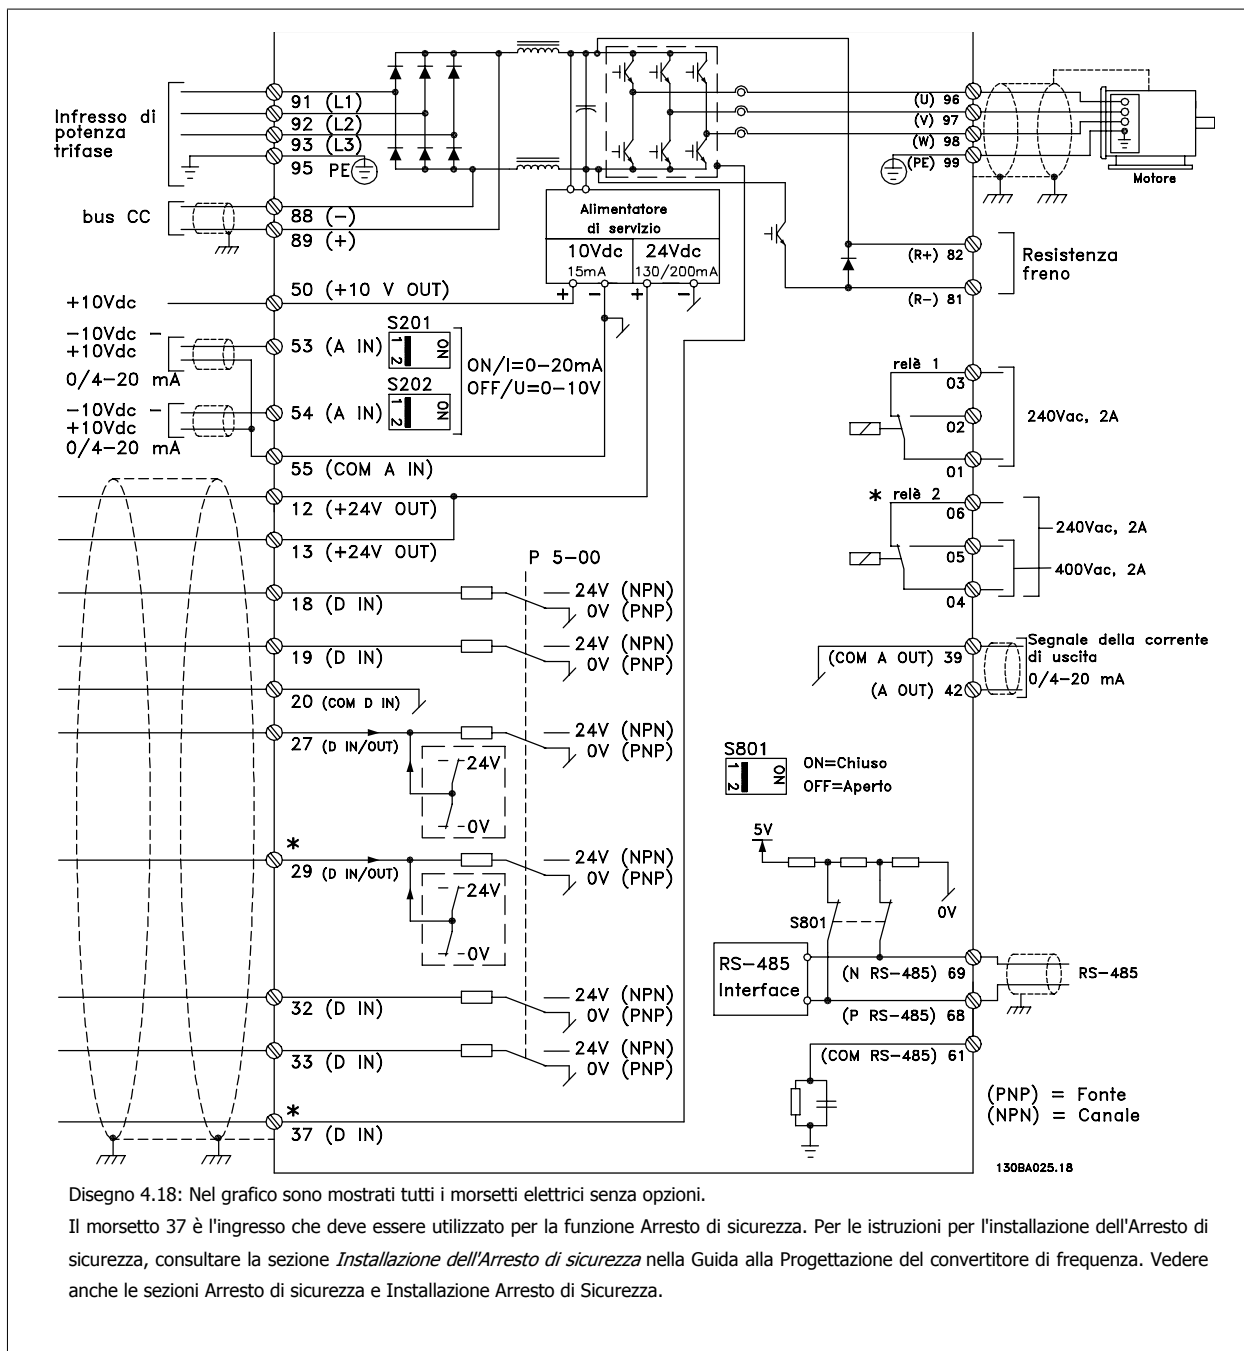 Infresso di
potenza
trifase
91 (L1)
92 (L2)
93 (L3)
95 PE
bus CC
88 (-)
89 (+)
+10Vdc
50 (+10 V OUT)
-10Vdc -
+10Vdc
0/4-20 mA
53 (A IN)
S201
1 2
ON
ON/I=0-20mA
OFF/U=0-10V
-10Vdc -
+10Vdc
0/4-20 mA
54 (A IN)
S202
1 2
ON
55 (COM A IN)
12 (+24V OUT)
13 (+24V OUT)
P 5-00
18 (D IN)
24V (NPN)
0V (PNP)
19 (D IN)
24V (NPN)
0V (PNP)
20 (COM D IN)
27 (D IN/OUT)
24V (NPN)
0V (PNP)
24V
0V
*
29 (D IN/OUT)
24V (NPN)
0V (PNP)
24V
0V
32 (D IN)
24V (NPN)
0V (PNP)
33 (D IN)
24V (NPN)
0V (PNP)
*
37 (D IN)
Alimentatore
di servizio
10Vdc
15mA
24Vdc
130/200mA
+ - + -
(U) 96
(V) 97
(W) 98
(PE) 99
Motore
(R+) 82
(R-) 81
Resistenza
freno
relè 1
03
02
01
240Vac, 2A
* relè 2
06
05
04
240Vac, 2A
400Vac, 2A
(COM A OUT) 39
(A OUT) 42
Segnale della corrente
di uscita
0/4-20 mA
S801
1 2
ON
ON=Chiuso
OFF=Aperto
5V
S801
0V
RS-485
Interface
(N RS-485) 69
(P RS-485) 68
(COM RS-485) 61
RS-485
(PNP) = Fonte
(NPN) = Canale
130BA025.18
Disegno 4.18: Nel grafico sono mostrati tutti i morsetti elettrici senza opzioni.
Il morsetto 37 è l'ingresso che deve essere utilizzato per la funzione Arresto di sicurezza. Per le istruzioni per l'installazione dell'Arresto di
sicurezza, consultare la sezione Installazione dell'Arresto di sicurezza nella Guida alla Progettazione del convertitore di frequenza. Vedere
anche le sezioni Arresto di sicurezza e Installazione Arresto di Sicurezza.